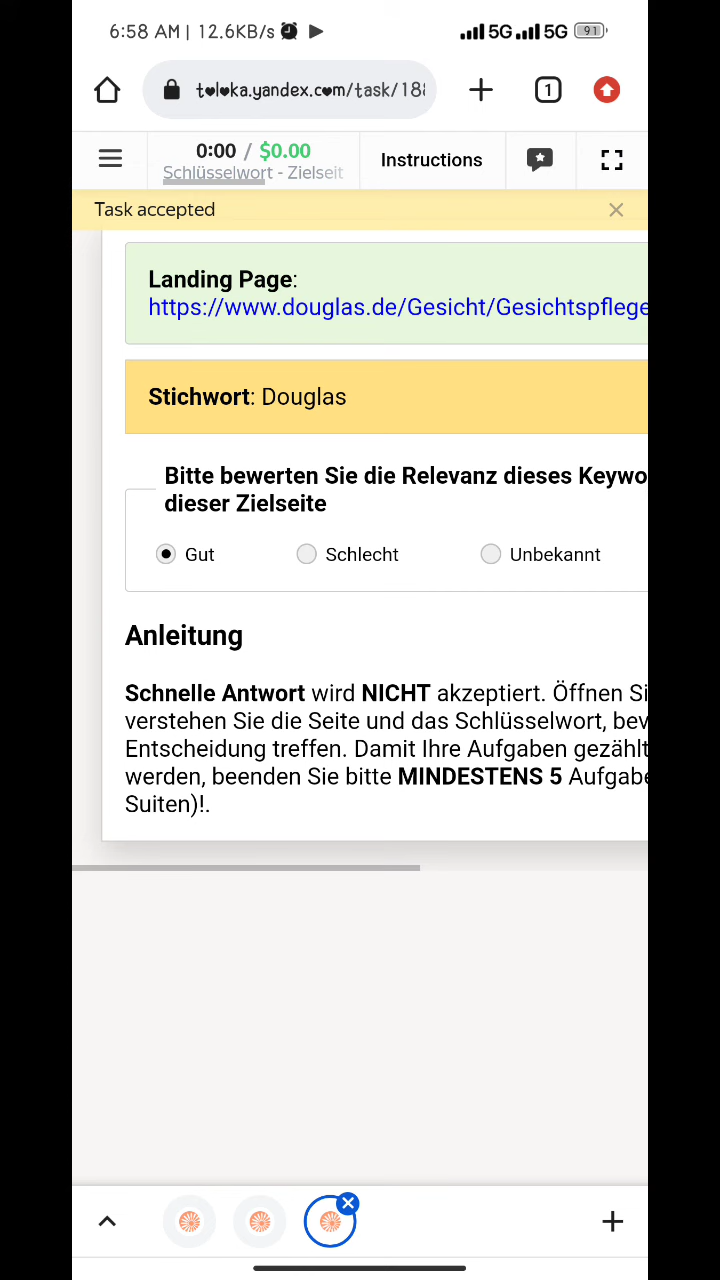 6:58 AM | 12.6KB/s
5G 5G 91
toloka.yandex.com/task/188
1
0:00 / $0.00
Schlüsselwort - Zielseit
Instructions
Task accepted
Landing Page:
https://www.douglas.de/Gesicht/Gesichtspflege
Stichwort: Douglas
Bitte bewerten Sie die Relevanz dieses Keywo
dieser Zielseite
Gut Schlecht Unbekannt
Anleitung
Schnelle Antwort wird NICHT akzeptiert. Öffnen Si
verstehen Sie die Seite und das Schlüsselwort, bev
Entscheidung treffen. Damit Ihre Aufgaben gezählt
werden, beenden Sie bitte MINDESTENS 5 Aufgabe
Suiten)!.